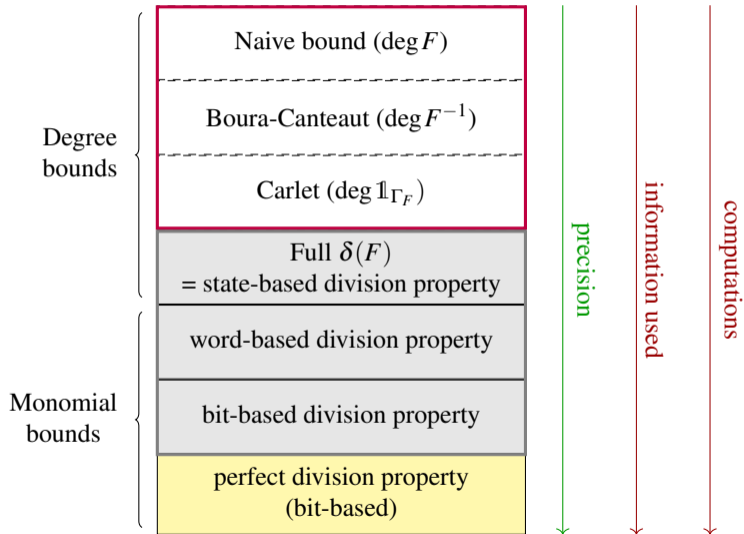 Naive bound (deg F)
Boura-Canteaut (deg F⁻¹)
Carlet (deg 𝟙_{Γ_F})
Degree
bounds
Full δ(F)
= state-based division property
word-based division property
bit-based division property
Monomial
bounds
perfect division property
(bit-based)
precision
information used
computations